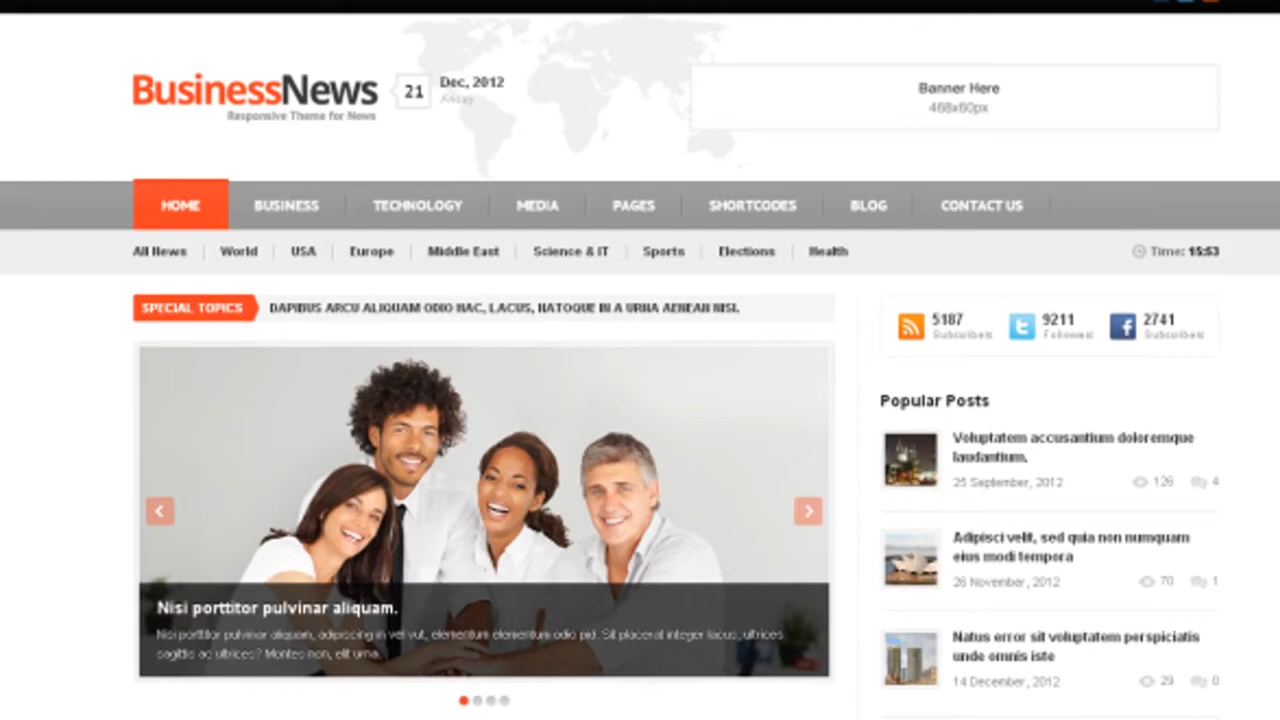 BusinessNews
Responsive Theme for News
21
Dec, 2012
Friday
Banner Here
468x60px
HOME
BUSINESS
TECHNOLOGY
MEDIA
PAGES
SHORTCODES
BLOG
CONTACT US
All News
World
USA
Europe
Middle East
Science & IT
Sports
Elections
Health
Time: 15:53
SPECIAL TOPICS
DAPIBUS ARCU ALIQUAM ODIO HAC, LACUS, NATOQUE IN A URNA AENEAN NISI.
5187
Subscribers
9211
Followers
2741
Subscribers
Popular Posts
Voluptatem accusantium doloremque
laudantium.
25 September, 2012
126
4
Adipisci velit, sed quia non numquam
eius modi tempora
26 November, 2012
70
1
Natus error sit voluptatem perspiciatis
unde omnis iste
14 December, 2012
29
0
Nisi porttitor pulvinar aliquam.
Nisi porttitor pulvinar aliquam, adipiscing in vel vut, elementum elementum odio pid. Sit placerat integer lacus, ultrices
sagittis ac ultrices? Montes non, elit urna.